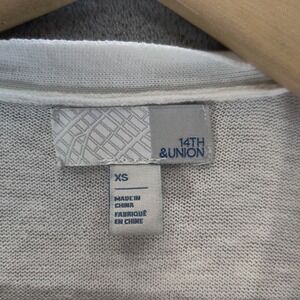 14TH
&UNION
XS
MADE IN
CHINA
FABRIQUÉ
EN CHINE